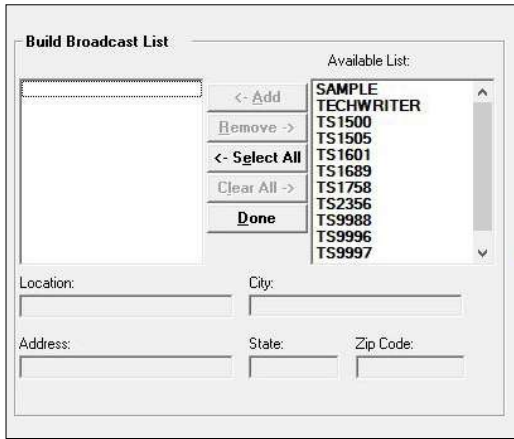 Build Broadcast List
Available List:
<- Add
Remove ->
<- Select All
Clear All ->
Done
SAMPLE
TECHWRITER
TS1500
TS1505
TS1601
TS1689
TS1758
TS2356
TS9988
TS9996
TS9997
Location:
City:
Address:
State:
Zip Code: